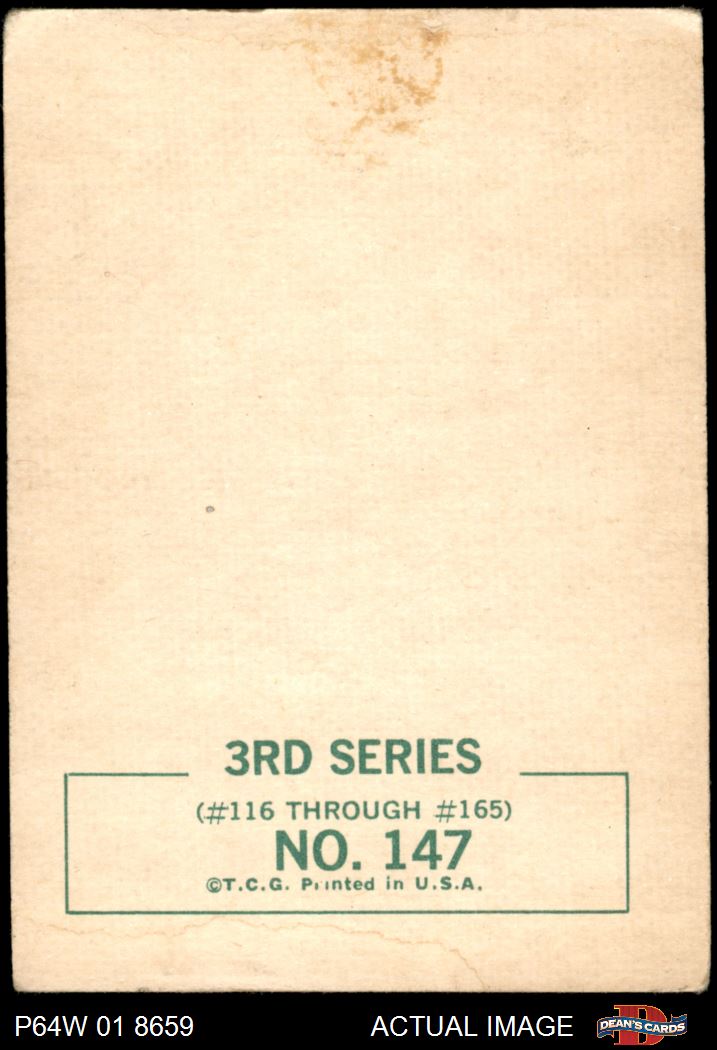 3RD SERIES
(#116 THROUGH #165)
NO. 147
©T.C.G. Printed in U.S.A.
P64W 01 8659
ACTUAL IMAGE
D
DEAN'S CARDS